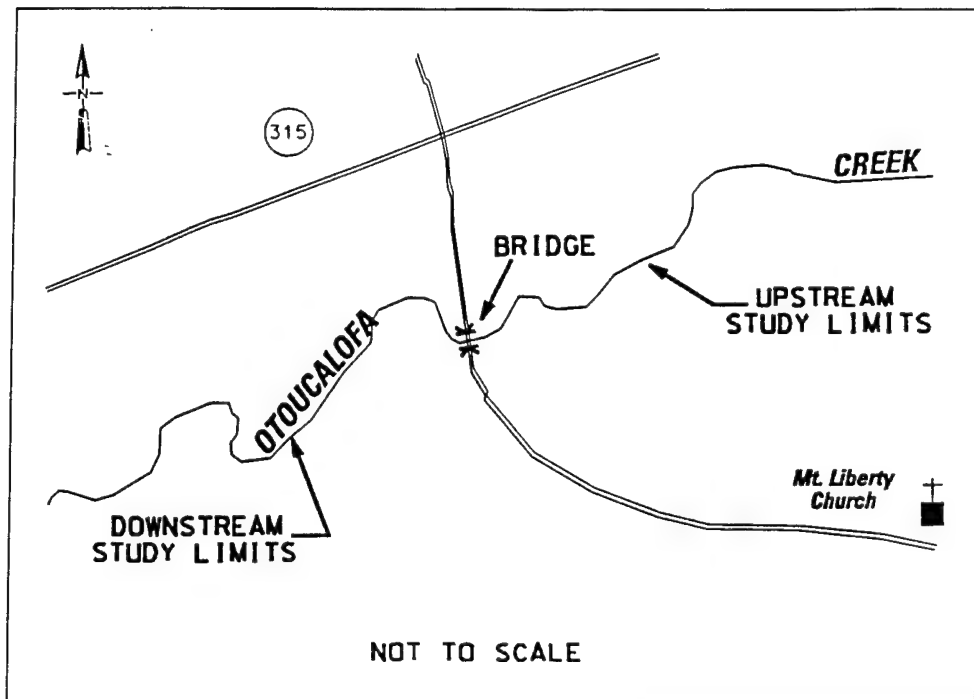 N
315
CREEK
BRIDGE
UPSTREAM
STUDY LIMITS
OTOUCALOFA
Mt. Liberty
Church
DOWNSTREAM
STUDY LIMITS
NOT TO SCALE